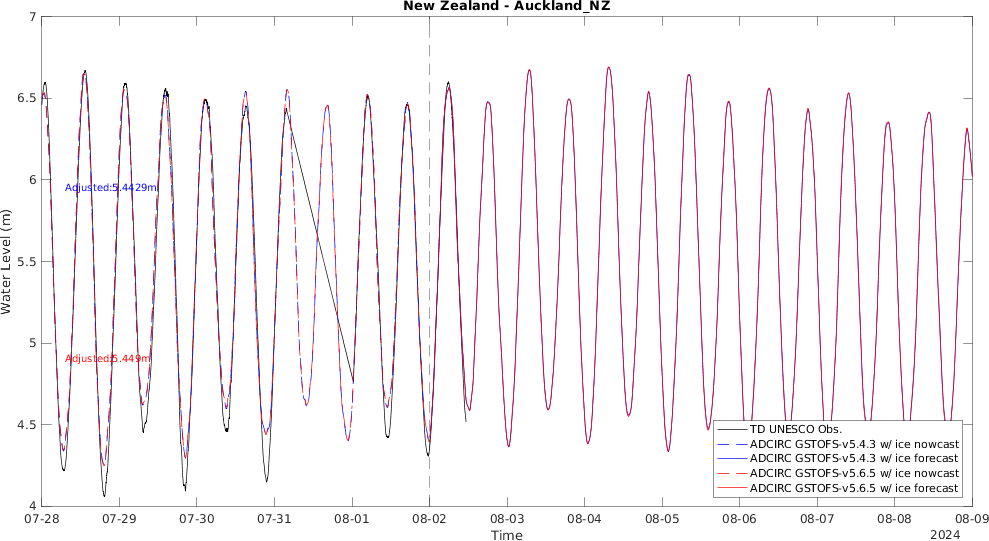 New Zealand - Auckland_NZ
Water Level (m)
7
6.5
6
5.5
5
4.5
4
Adjusted:5.4429m
Adjusted:5.449m
TD UNESCO Obs.
ADCIRC GSTOFS-v5.4.3 w/ ice nowcast
ADCIRC GSTOFS-v5.4.3 w/ ice forecast
ADCIRC GSTOFS-v5.6.5 w/ ice nowcast
ADCIRC GSTOFS-v5.6.5 w/ ice forecast
07-28 07-29 07-30 07-31 08-01 08-02 08-03 08-04 08-05 08-06 08-07 08-08 08-09
Time
2024